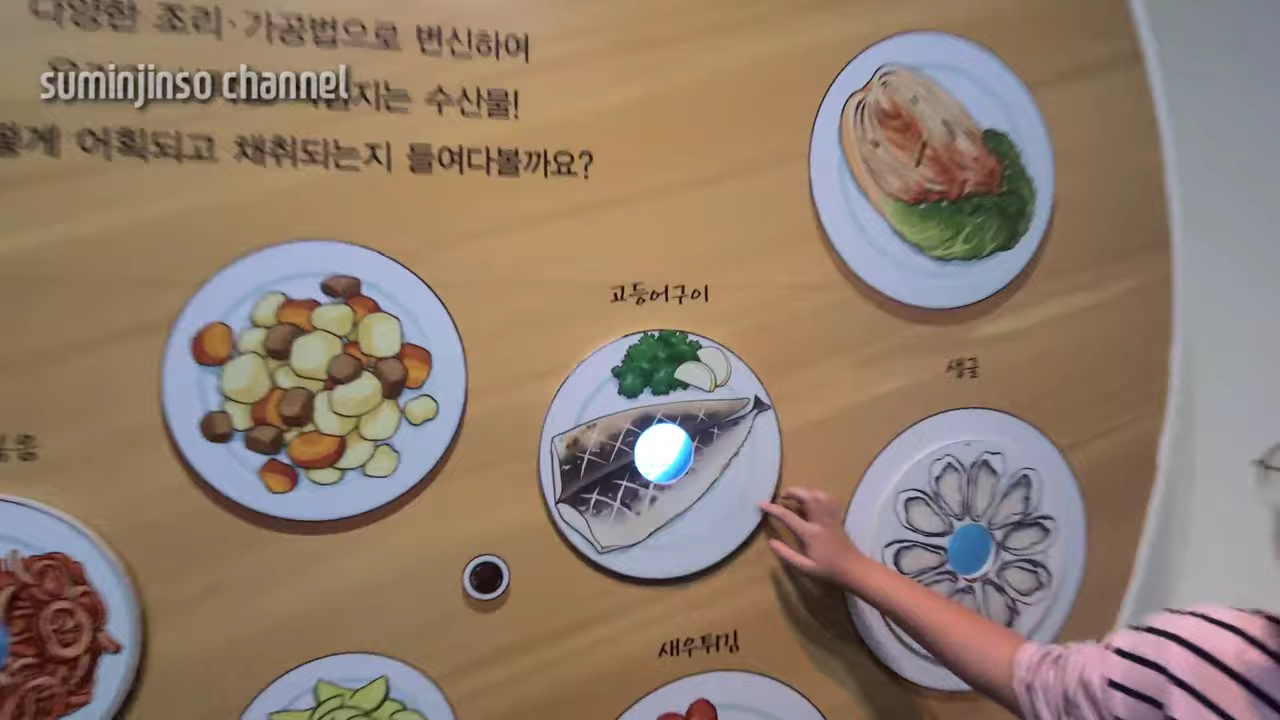 다양한 조리·가공법으로 변신하여
suminjinso channel
지는 수산물!
어획되고 채취되는지 들여다볼까요?
고등어구이
생굴
새우튀김